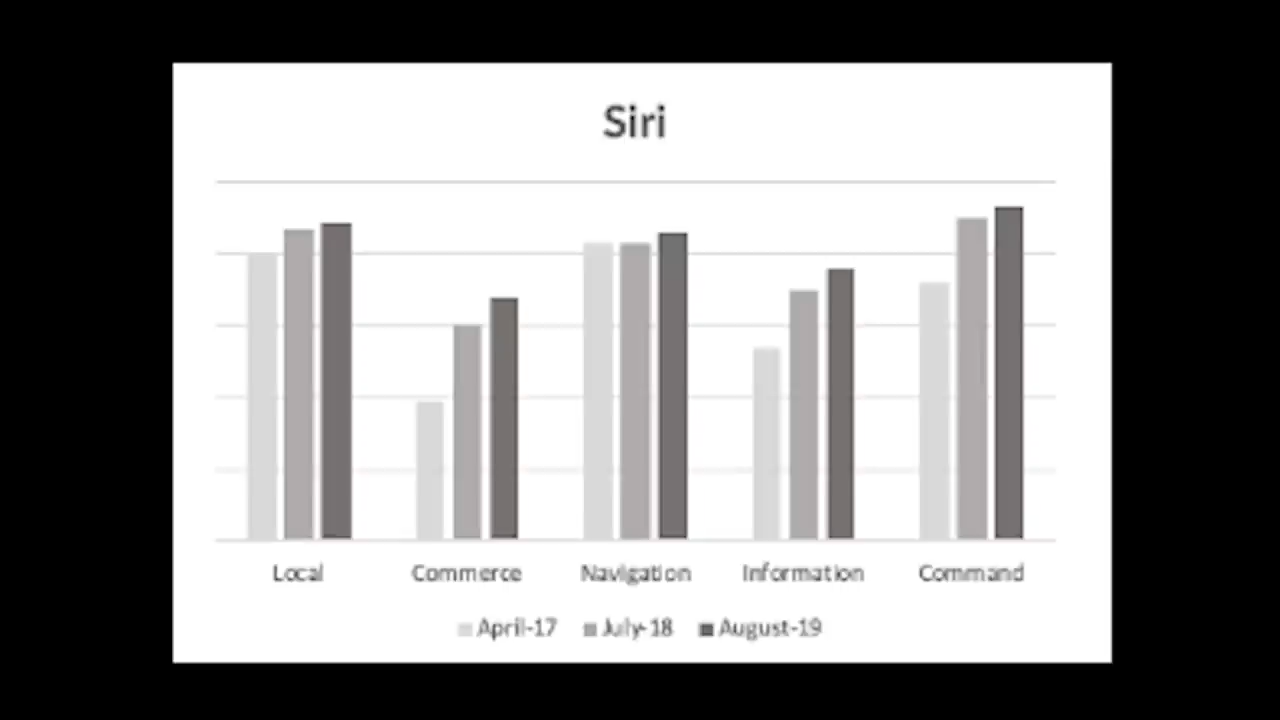 Siri
Local Commerce Navigation Information Command
April-17 July-18 August-19